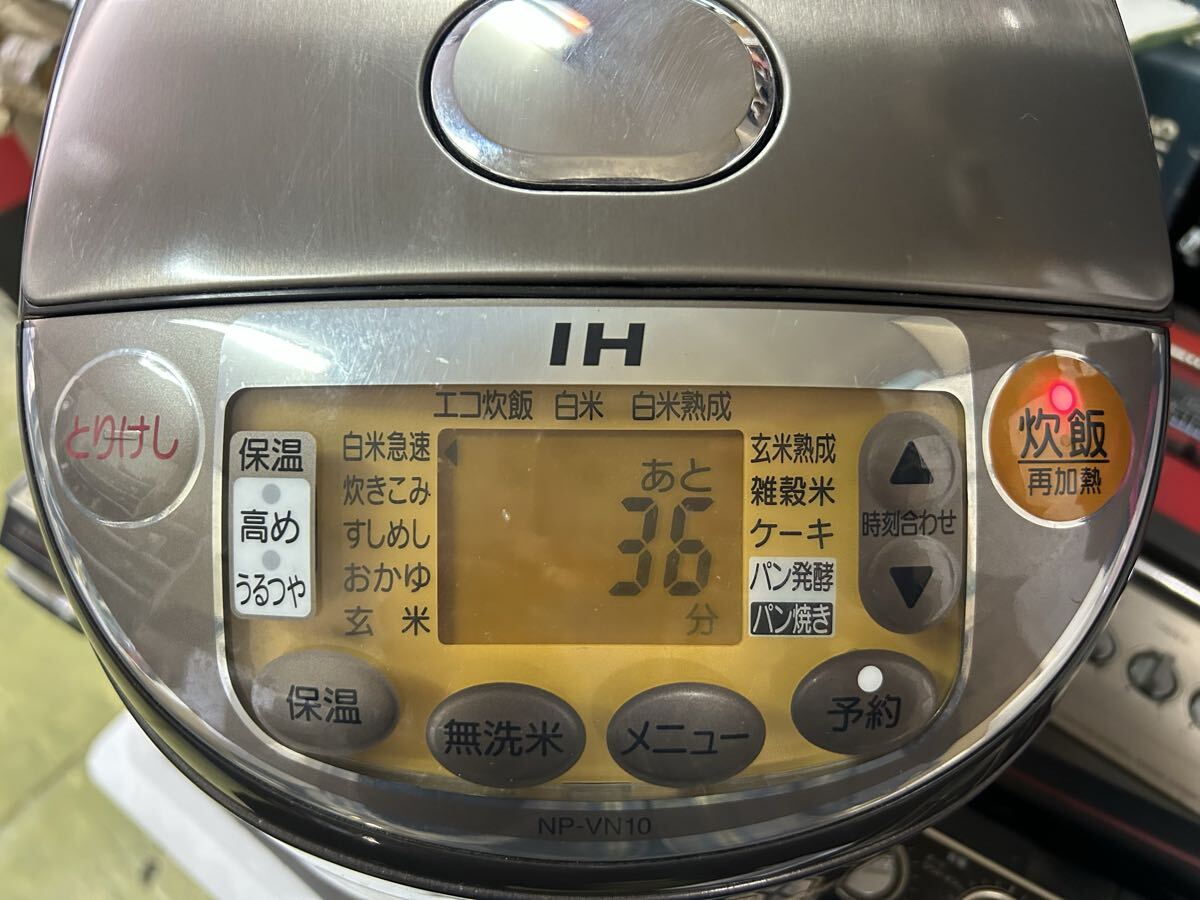 IH
とりけし
保温
高め
うるつや
エコ炊飯 白米 白米熟成
白米急速
炊きこみ
すしめし
おかゆ
玄米
あと
36
分
玄米熟成
雑穀米
ケーキ
パン発酵
パン焼き
時刻合わせ
炊飯
再加熱
保温
無洗米
メニュー
予約
NP-VN10